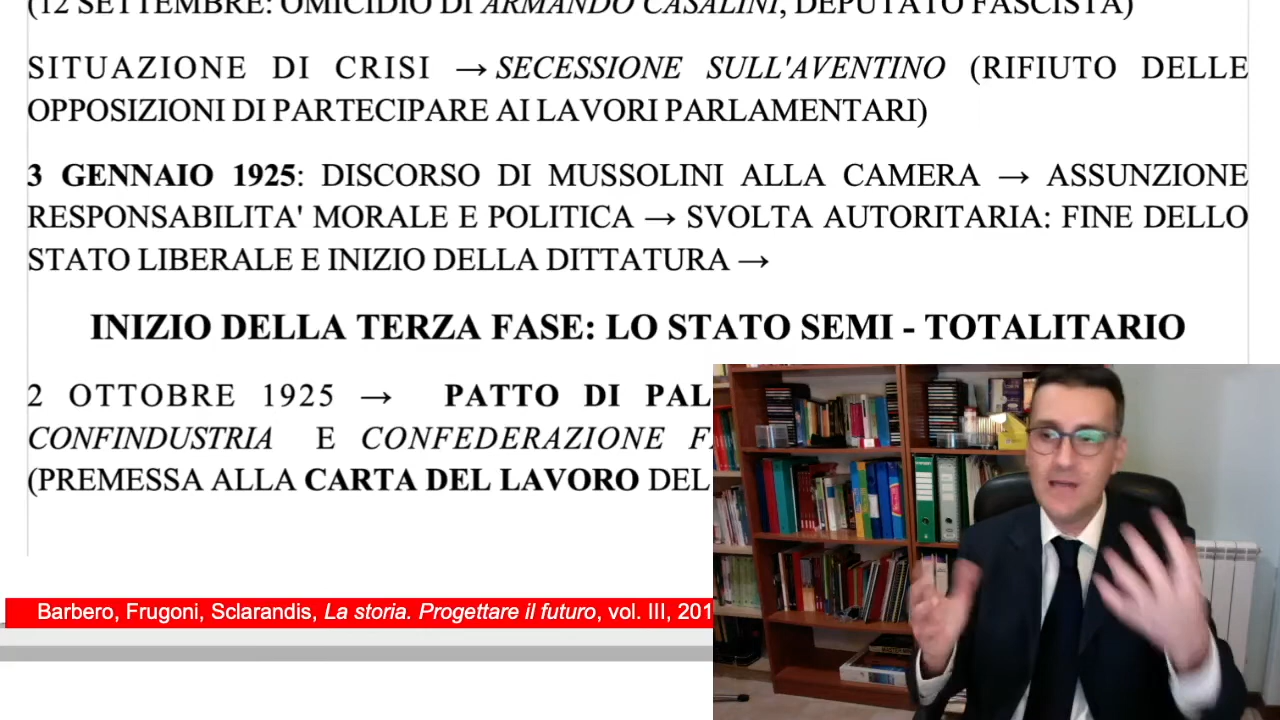 (12 SETTEMBRE: OMICIDIO DI ARMANDO CASALINI, DEPUTATO FASCISTA)
SITUAZIONE DI CRISI → SECESSIONE SULL'AVENTINO (RIFIUTO DELLE
OPPOSIZIONI DI PARTECIPARE AI LAVORI PARLAMENTARI)
3 GENNAIO 1925: DISCORSO DI MUSSOLINI ALLA CAMERA → ASSUNZIONE
RESPONSABILITA' MORALE E POLITICA → SVOLTA AUTORITARIA: FINE DELLO
STATO LIBERALE E INIZIO DELLA DITTATURA →
INIZIO DELLA TERZA FASE: LO STATO SEMI - TOTALITARIO
2 OTTOBRE 1925 → PATTO DI PAL
CONFINDUSTRIA E CONFEDERAZIONE F
(PREMESSA ALLA CARTA DEL LAVORO DEL
Barbero, Frugoni, Sclarandis, La storia. Progettare il futuro, vol. III, 201